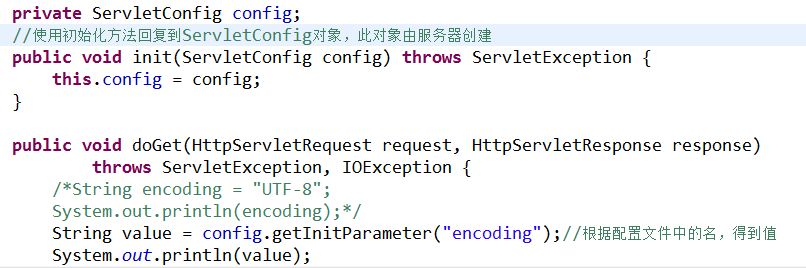 private ServletConfig config;
//使用初始化方法回复到ServletConfig对象，此对象由服务器创建
public void init(ServletConfig config) throws ServletException {
this.config = config;
}
public void doGet(HttpServletRequest request, HttpServletResponse response)
throws ServletException, IOException {
/*String encoding = "UTF-8";
System.out.println(encoding);*/
String value = config.getInitParameter("encoding");//根据配置文件中的名，得到值
System.out.println(value);